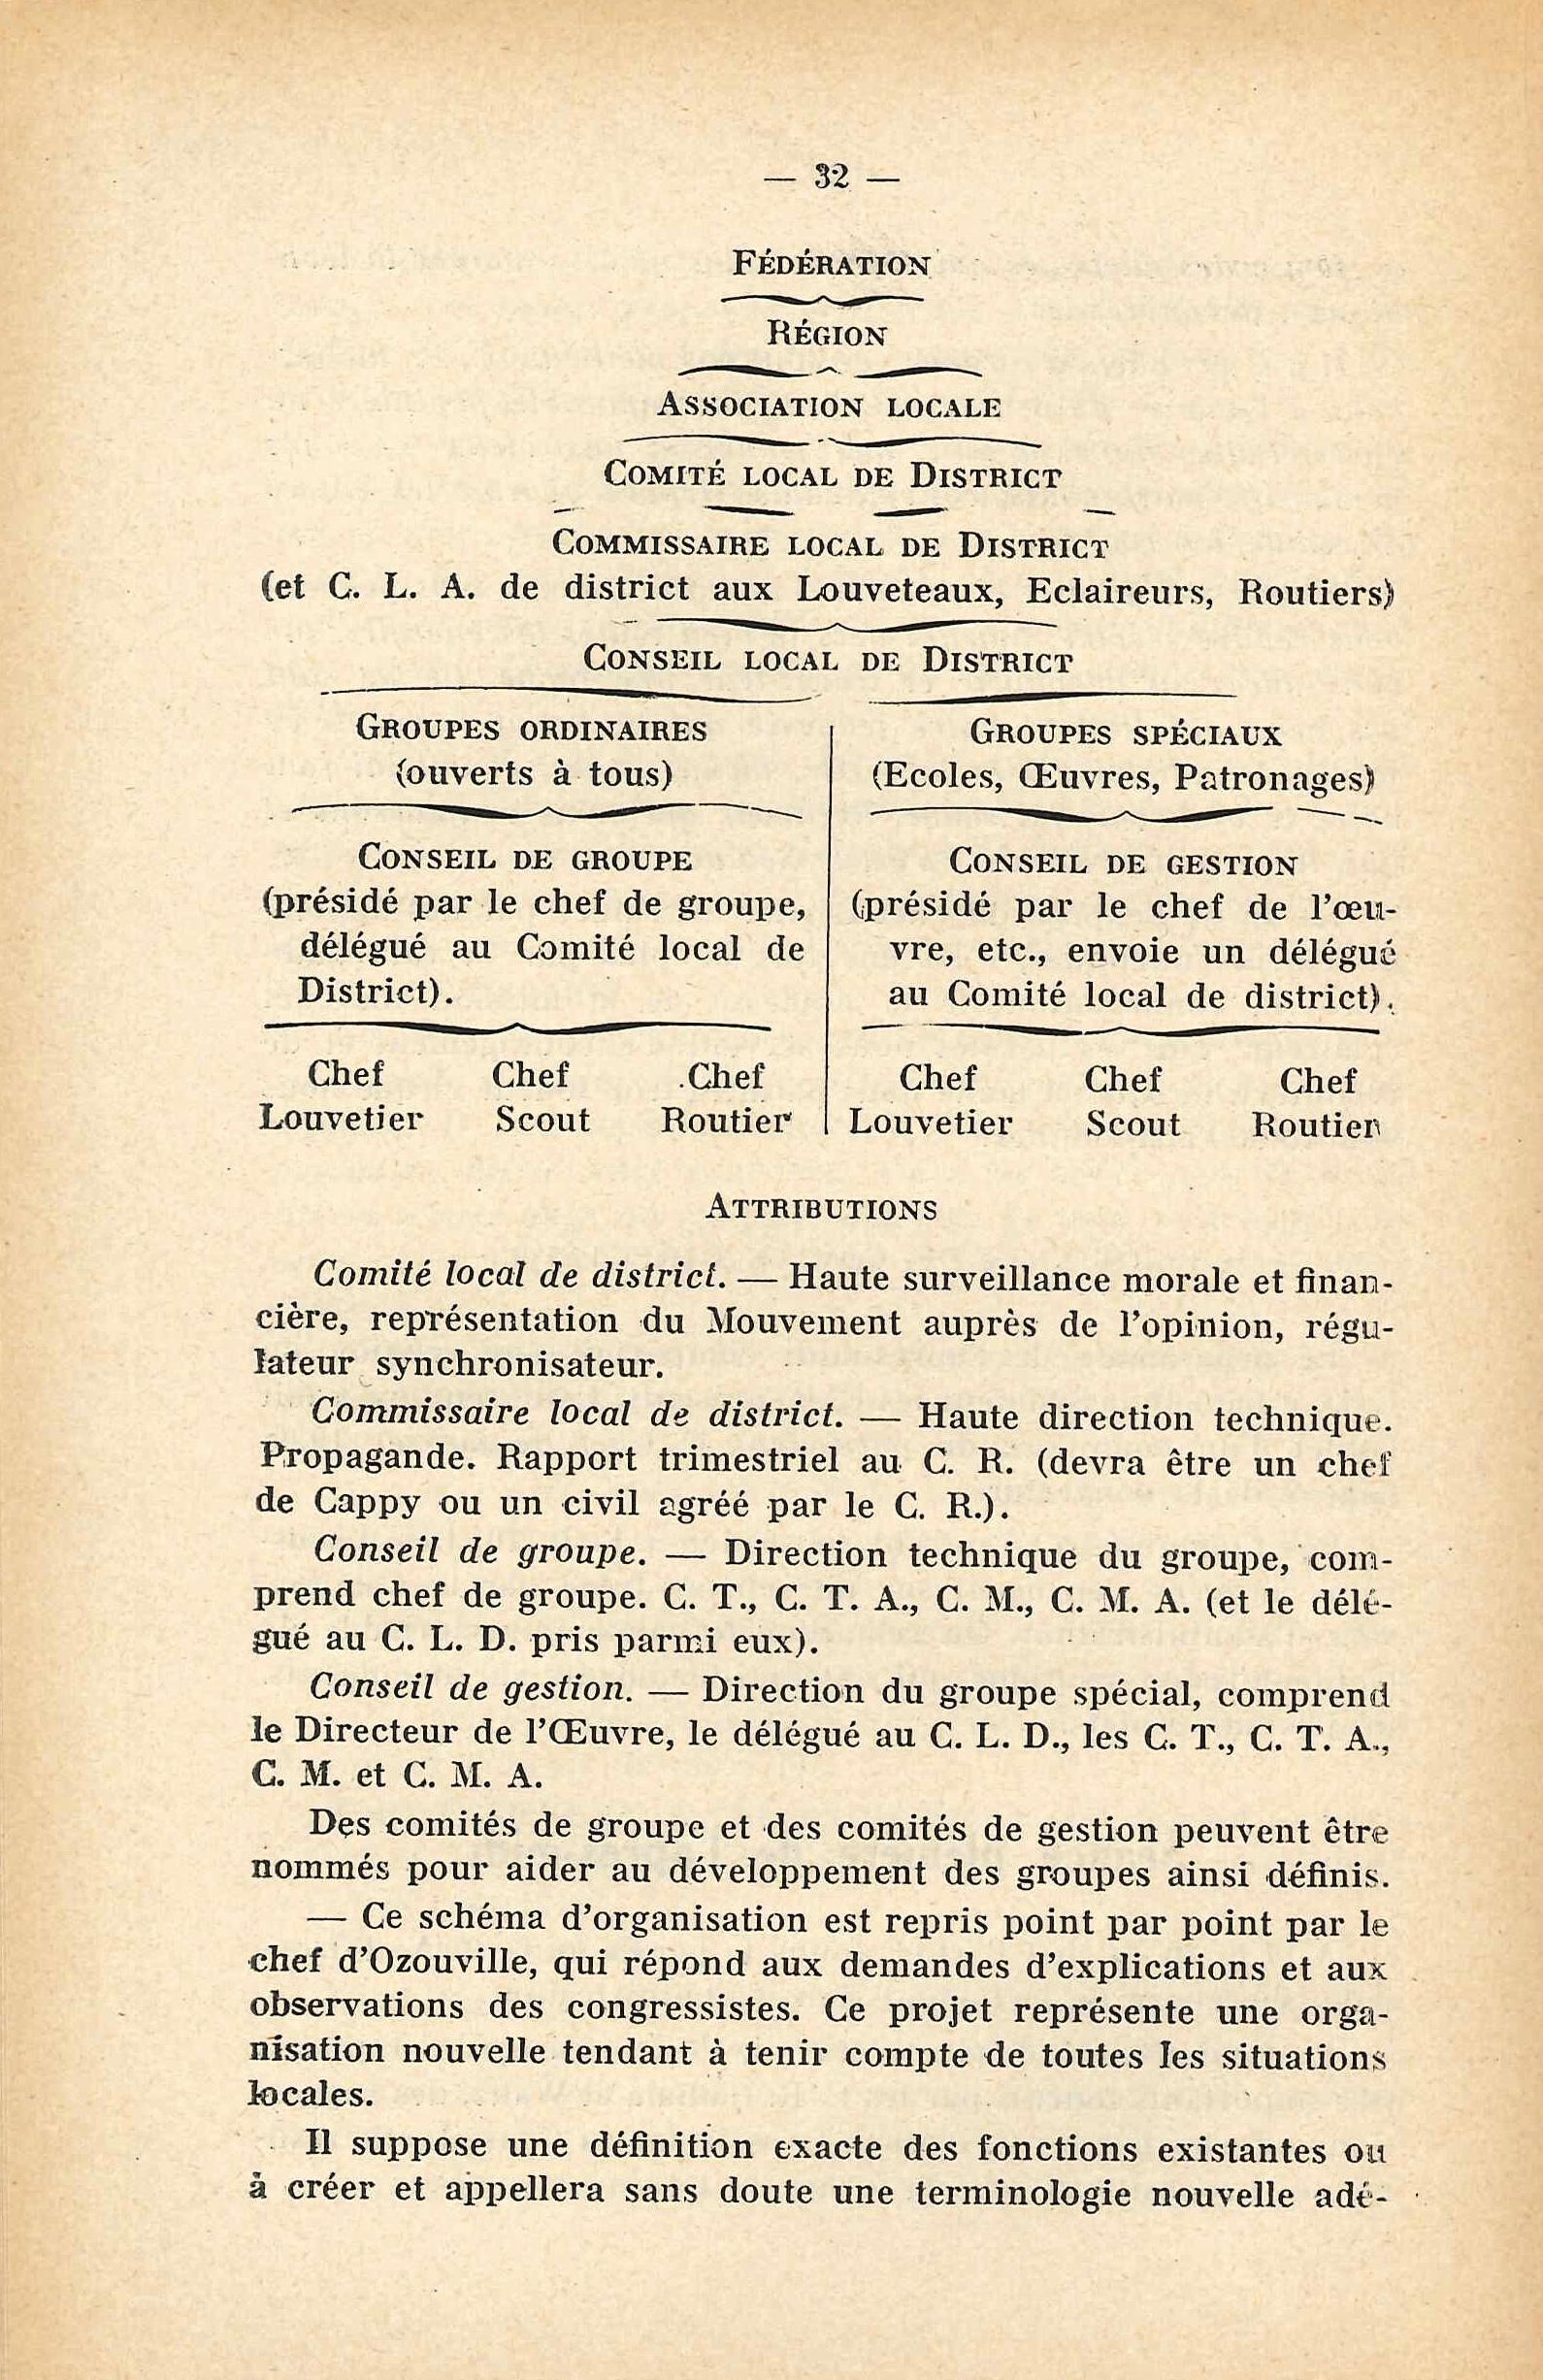 — 32 —
FÉDÉRATION
RÉGION
ASSOCIATION LOCALE
COMITÉ LOCAL DE DISTRICT
COMMISSAIRE LOCAL DE DISTRICT
(et C. L. A. de district aux Louveteaux, Eclaireurs, Routiers)
CONSEIL LOCAL DE DISTRICT
GROUPES ORDINAIRES
(ouverts à tous)
CONSEIL DE GROUPE
(présidé par le chef de groupe,
délégué au Comité local de
District).
Chef Chef Chef
Louvetier Scout Routier
GROUPES SPÉCIAUX
(Ecoles, Œuvres, Patronages)
CONSEIL DE GESTION
(présidé par le chef de l'œu-
vre, etc., envoie un délégué
au Comité local de district).
Chef Chef Chef
Louvetier Scout Routier
ATTRIBUTIONS
Comité local de district. — Haute surveillance morale et finan-
cière, représentation du Mouvement auprès de l'opinion, régu-
lateur synchronisateur.
Commissaire local de district. — Haute direction technique.
Propagande. Rapport trimestriel au C. R. (devra être un chef
de Cappy ou un civil agréé par le C. R.).
Conseil de groupe. — Direction technique du groupe, com-
prend chef de groupe. C. T., C. T. A., C. M., C. M. A. (et le délé-
gué au C. L. D. pris parmi eux).
Conseil de gestion. — Direction du groupe spécial, comprend
le Directeur de l'Œuvre, le délégué au C. L. D., les C. T., C. T. A.,
C. M. et C. M. A.
Des comités de groupe et des comités de gestion peuvent être
nommés pour aider au développement des groupes ainsi définis.
— Ce schéma d'organisation est repris point par point par le
chef d'Ozouville, qui répond aux demandes d'explications et aux
observations des congressistes. Ce projet représente une orga-
nisation nouvelle tendant à tenir compte de toutes les situations
locales.
Il suppose une définition exacte des fonctions existantes ou
à créer et appellera sans doute une terminologie nouvelle adé-